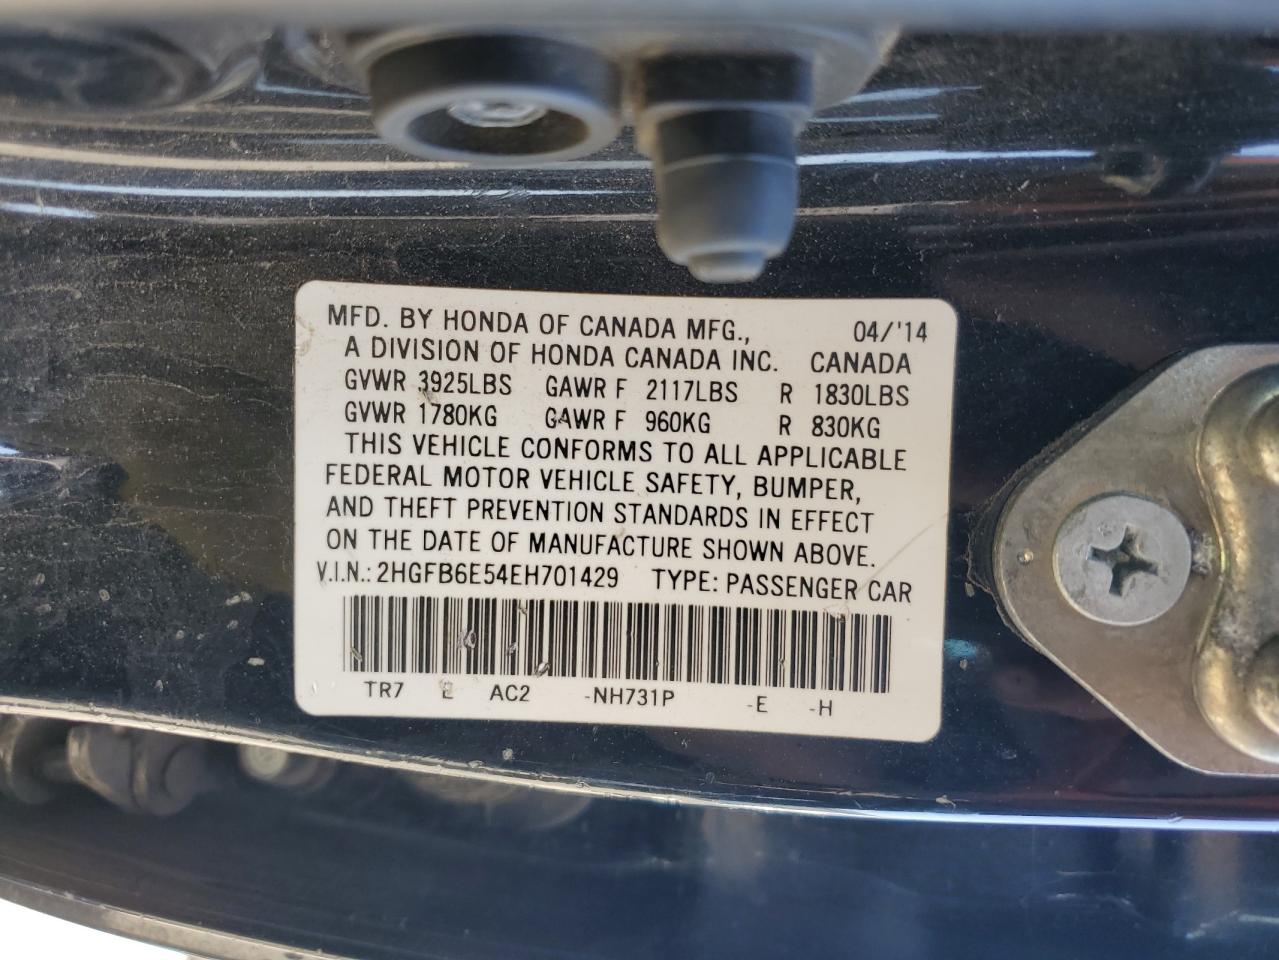 MFD. BY HONDA OF CANADA MFG., 04/'14
A DIVISION OF HONDA CANADA INC. CANADA
GVWR 3925LBS GAWR F 2117LBS R 1830LBS
GVWR 1780KG GAWR F 960KG R 830KG
THIS VEHICLE CONFORMS TO ALL APPLICABLE
FEDERAL MOTOR VEHICLE SAFETY, BUMPER,
AND THEFT PREVENTION STANDARDS IN EFFECT
ON THE DATE OF MANUFACTURE SHOWN ABOVE.
V.I.N.: 2HGFB6E54EH701429 TYPE: PASSENGER CAR
TR7 E AC2 -NH731P -E -H